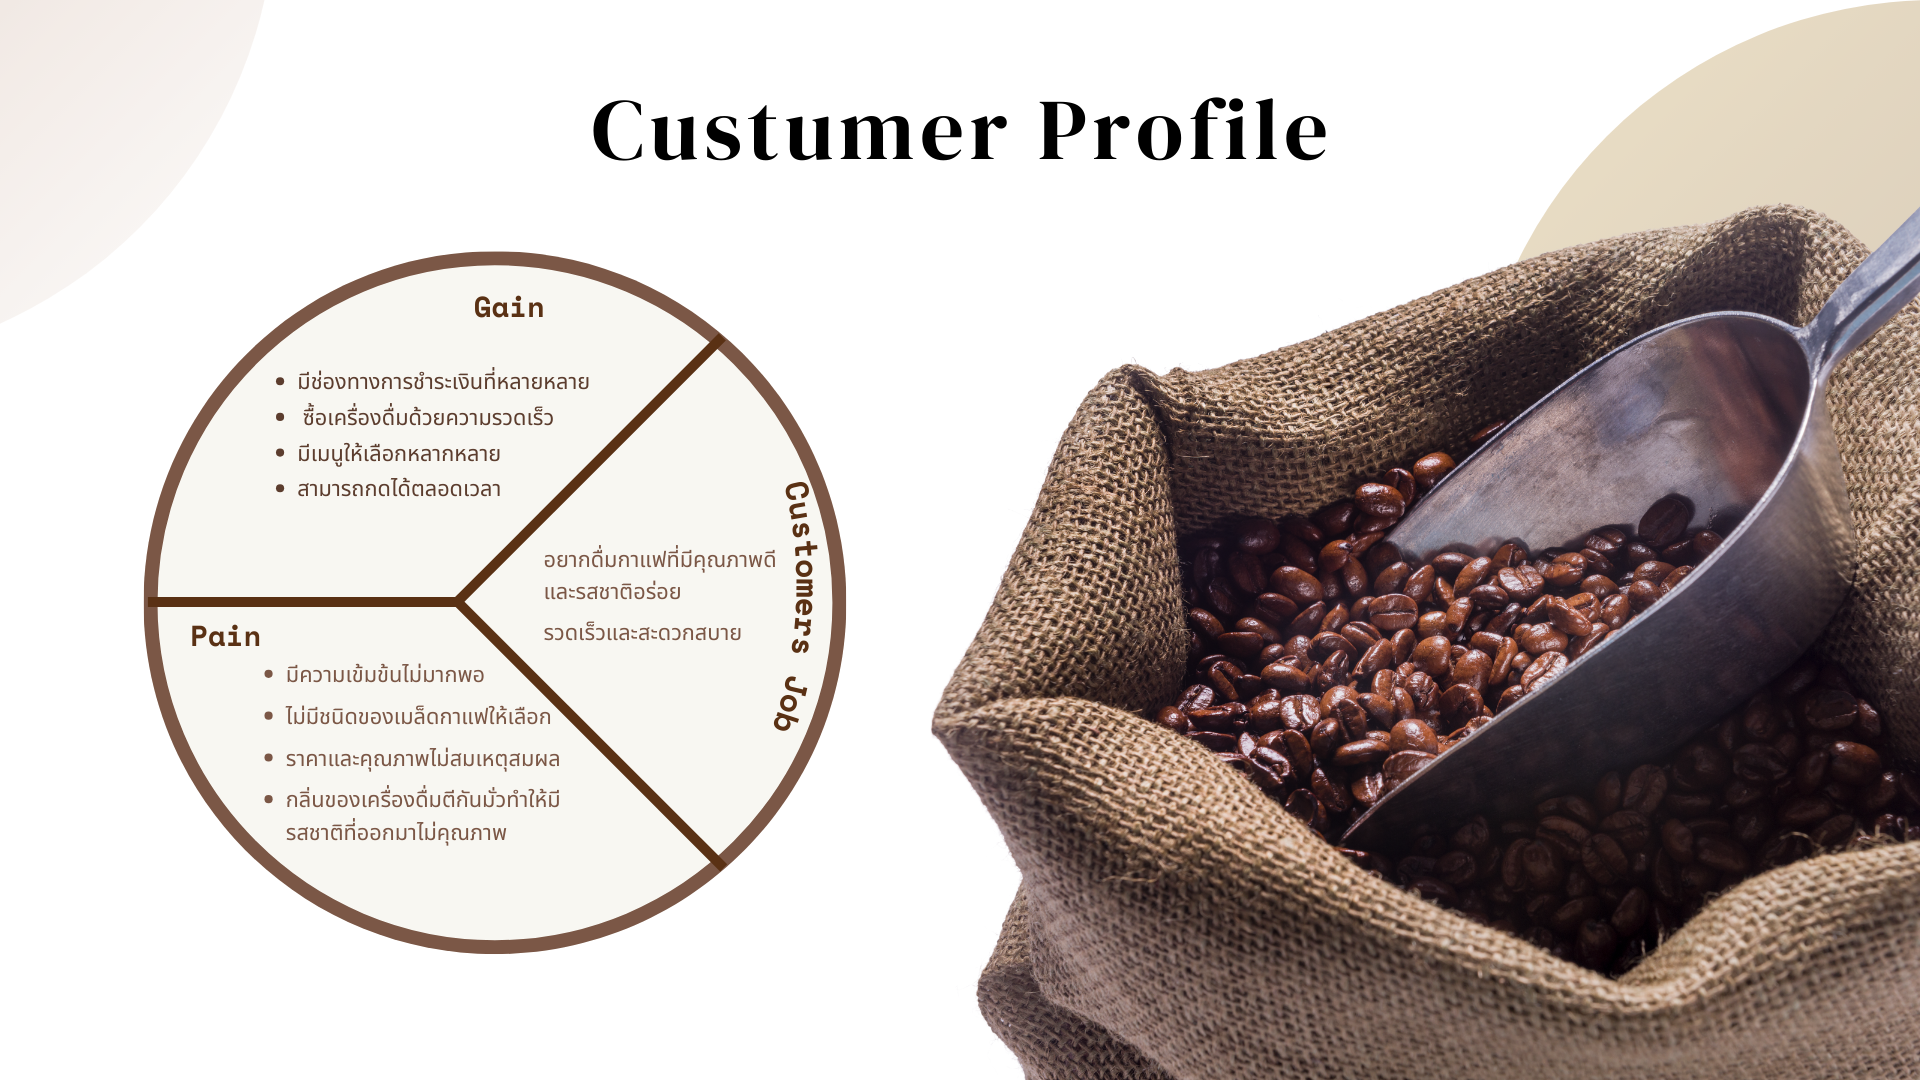 Custumer Profile
Gain
• มีช่องทางการชำระเงินที่หลายหลาย
• ซื้อเครื่องดื่มด้วยความรวดเร็ว
• มีเมนูให้เลือกหลากหลาย
• สามารถกดได้ตลอดเวลา
Customers Job
อยากดื่มกาแฟที่มีคุณภาพดี
และรสชาติอร่อย
รวดเร็วและสะดวกสบาย
Pain
• มีความเข้มข้นไม่มากพอ
• ไม่มีชนิดของเมล็ดกาแฟให้เลือก
• ราคาและคุณภาพไม่สมเหตุสมผล
• กลิ่นของเครื่องดื่มตีกันมั่วทำให้มี
รสชาติที่ออกมาไม่คุณภาพ